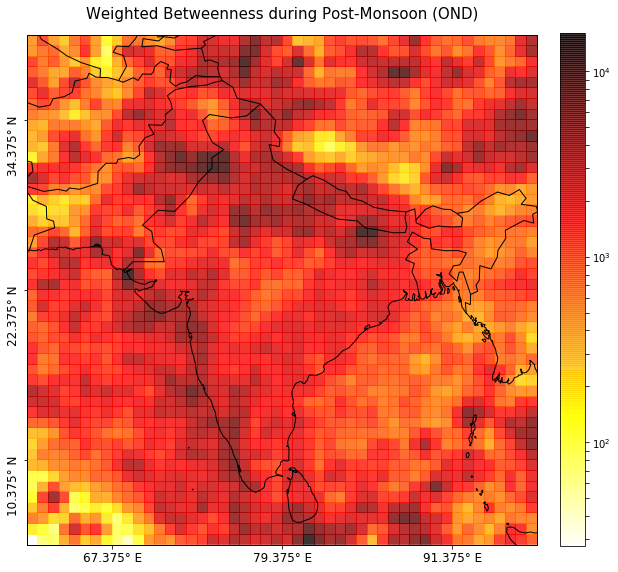 Weighted Betweenness during Post-Monsoon (OND)
34.375° N
22.375° N
10.375° N
67.375° E
79.375° E
91.375° E
10⁴
10³
10²